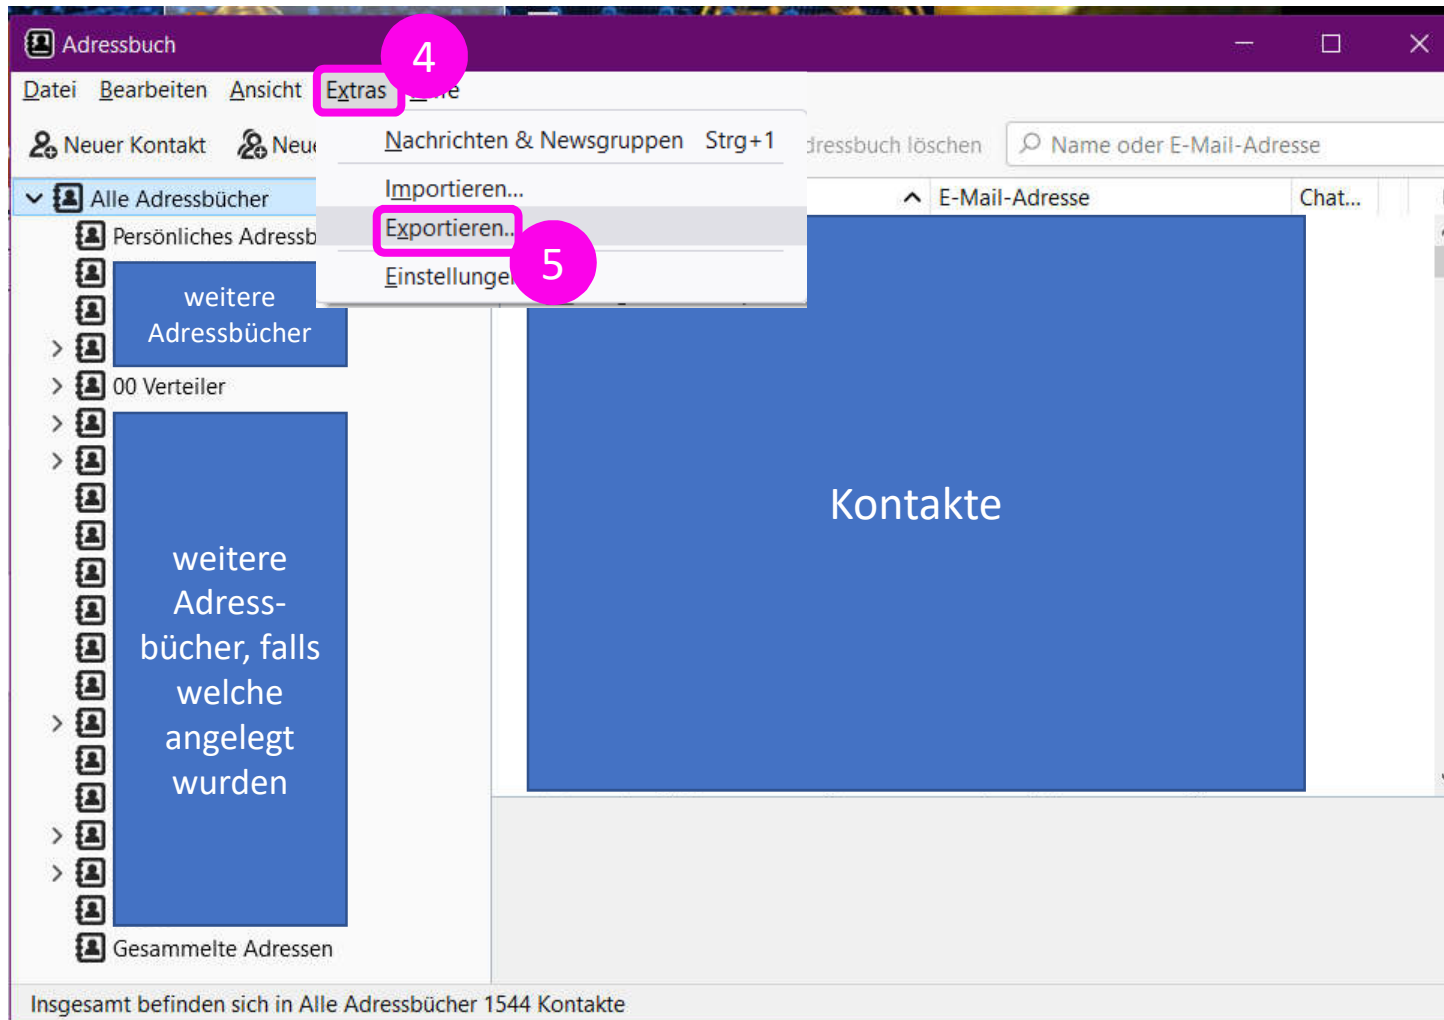 Adressbuch
4
Datei Bearbeiten Ansicht Extras
Neuer Kontakt
Nachrichten & Newsgruppen Strg+1
löschen
Name oder E-Mail-Adresse
Alle Adressbücher
Importieren...
E-Mail-Adresse
Chat...
Persönliches Adressb
Exportieren..
5
Einstellunge
weitere
Adressbücher
00 Verteiler
Kontakte
weitere
Adress-
bücher, falls
welche
angelegt
wurden
Gesammelte Adressen
Insgesamt befinden sich in Alle Adressbücher 1544 Kontakte